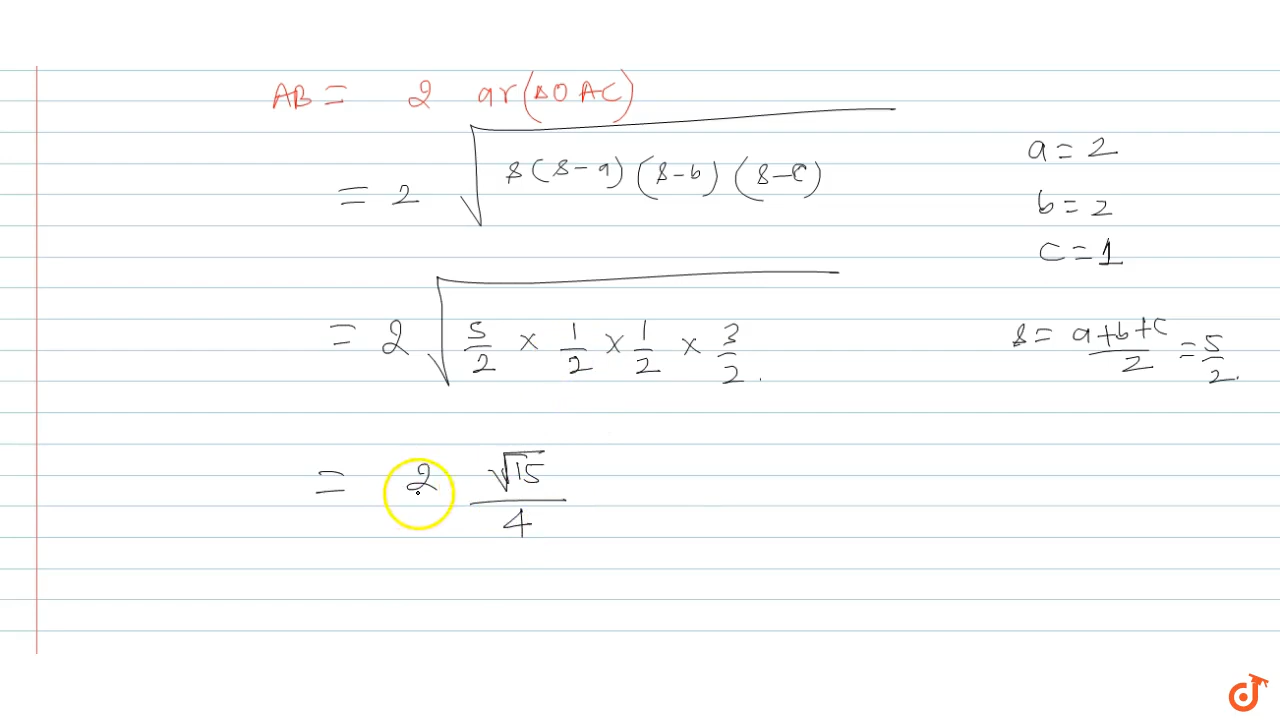 AB = 2 ar(ΔOAC)
= 2 √s(s-a)(s-b)(s-c)
a = 2
b = 2
c = 1
= 2 √5/2 × 1/2 × 1/2 × 3/2.
s = a+b+c/2 = 5/2.
= 2 √15/4